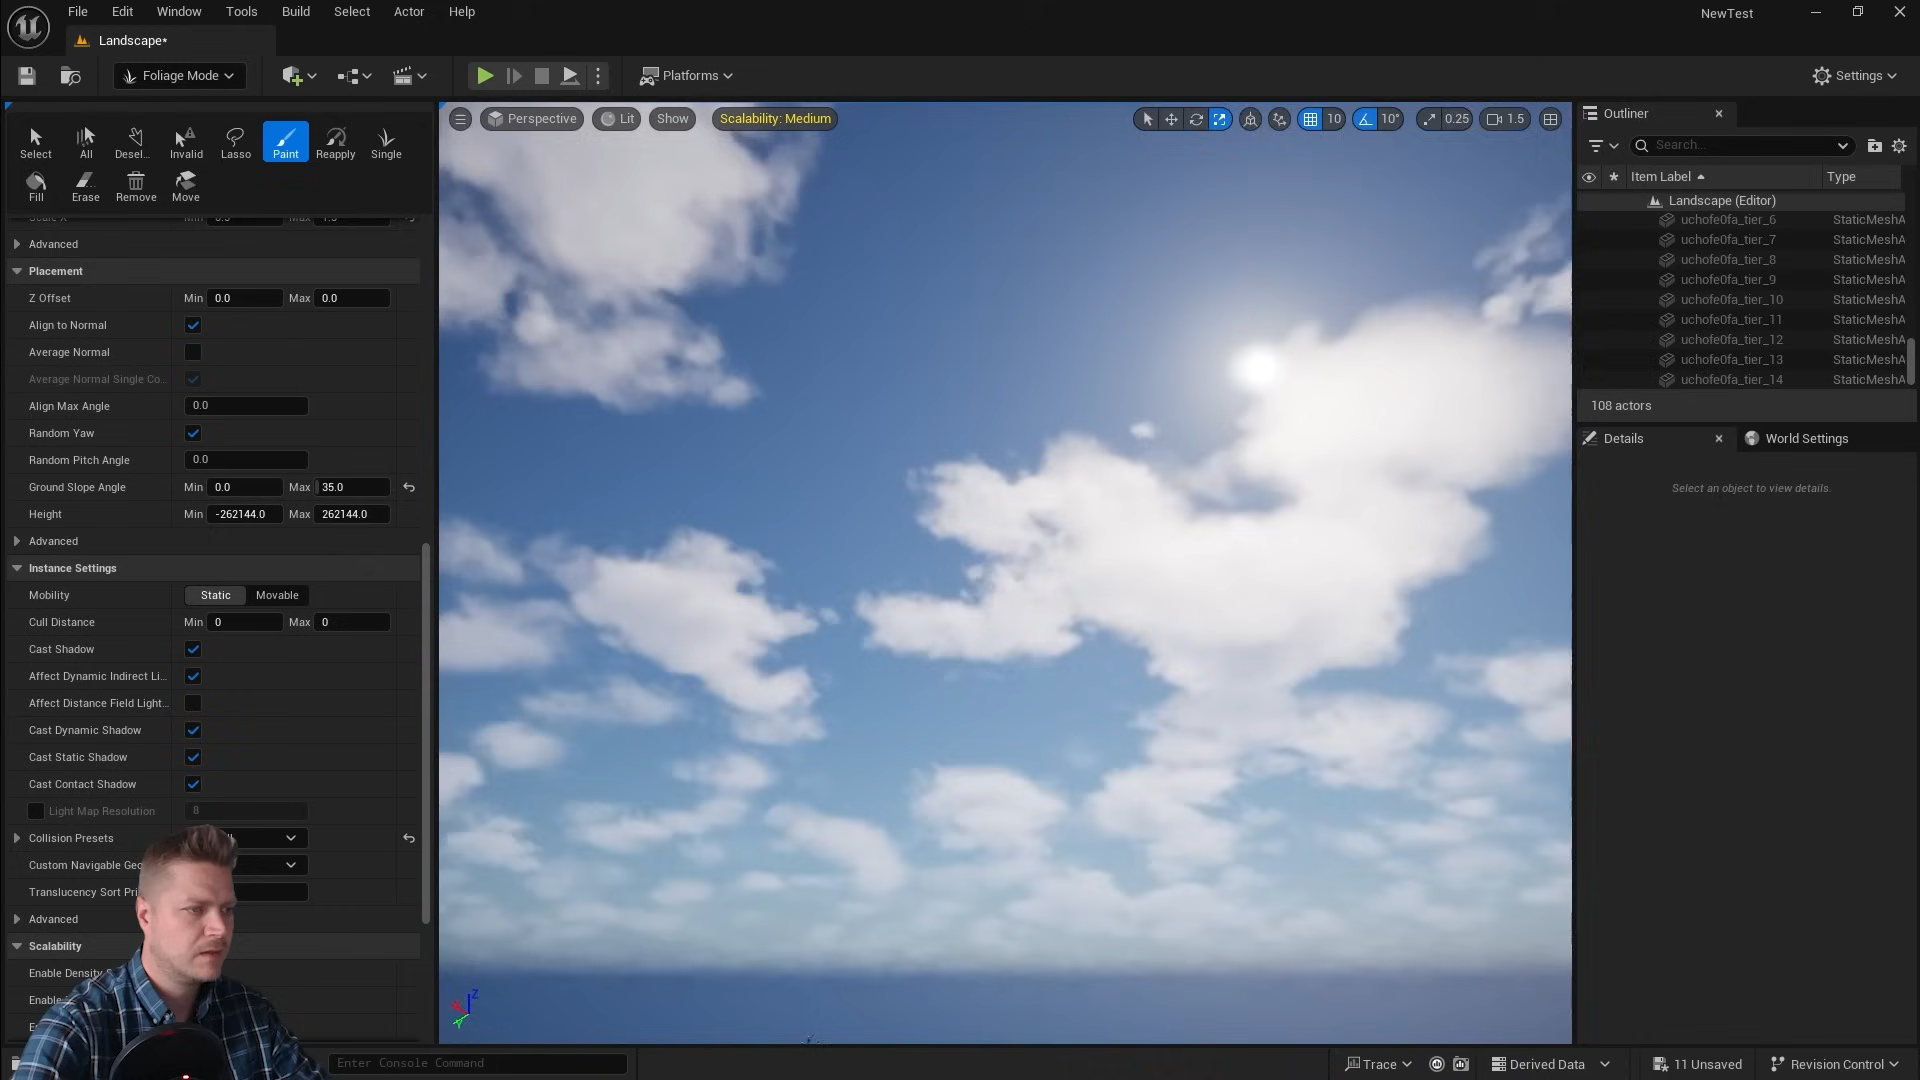 File Edit Window Tools Build Select Actor Help
NewTest
Landscape*
Foliage Mode
Platforms
Settings
Select All Desel... Invalid Lasso Paint Reapply Single
Fill Erase Remove Move
Advanced
Placement
Z Offset Min 0.0 Max 0.0
Align to Normal
Average Normal
Average Normal Single Co...
Align Max Angle 0.0
Random Yaw
Random Pitch Angle 0.0
Ground Slope Angle Min 0.0 Max 35.0
Height Min -262144.0 Max 262144.0
Advanced
Instance Settings
Mobility Static Movable
Cull Distance Min 0 Max 0
Cast Shadow
Affect Dynamic Indirect Li...
Affect Distance Field Light...
Cast Dynamic Shadow
Cast Static Shadow
Cast Contact Shadow
Light Map Resolution 8
Collision Presets
Custom Navigable Geo
Translucency Sort Pri
Advanced
Scalability
Enable Density
Enable
Perspective Lit Show Scalability: Medium
10 10° 0.25 1.5
Z
Outliner
Search...
Item Label Type
Landscape (Editor)
uchofe0fa_tier_6 StaticMeshA
uchofe0fa_tier_7 StaticMeshA
uchofe0fa_tier_8 StaticMeshA
uchofe0fa_tier_9 StaticMeshA
uchofe0fa_tier_10 StaticMeshA
uchofe0fa_tier_11 StaticMeshA
uchofe0fa_tier_12 StaticMeshA
uchofe0fa_tier_13 StaticMeshA
uchofe0fa_tier_14 StaticMeshA
108 actors
Details World Settings
Select an object to view details.
Enter Console Command
Trace Derived Data 11 Unsaved Revision Control